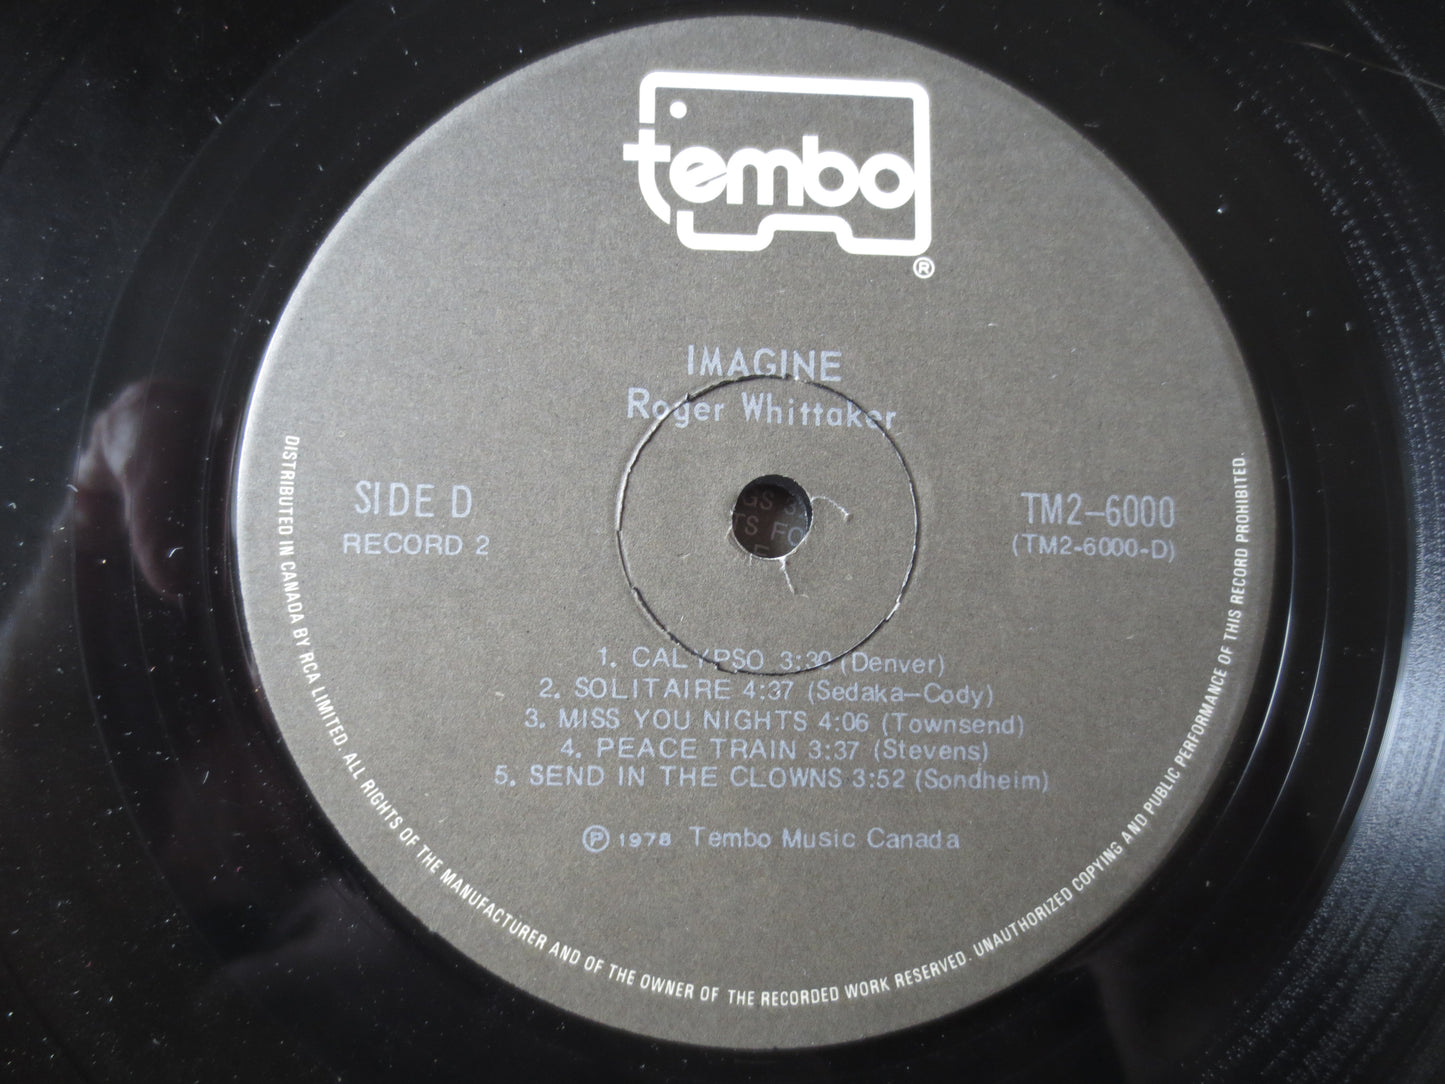 tembo
®
IMAGINE
Roger Whittaker
SIDE D
RECORD 2
TM2-6000
(TM2-6000-D)
1. CALYPSO 3:30 (Denver)
2. SOLITAIRE 4:37 (Sedaka-Cody)
3. MISS YOU NIGHTS 4:06 (Townsend)
4. PEACE TRAIN 3:37 (Stevens)
5. SEND IN THE CLOWNS 3:52 (Sondheim)
Ⓟ 1978 Tembo Music Canada
DISTRIBUTED IN CANADA BY RCA LIMITED. ALL RIGHTS OF THE MANUFACTURER AND OF THE OWNER OF THE RECORDED WORK RESERVED. UNAUTHORIZED COPYING AND PUBLIC PERFORMANCE OF THIS RECORD PROHIBITED.